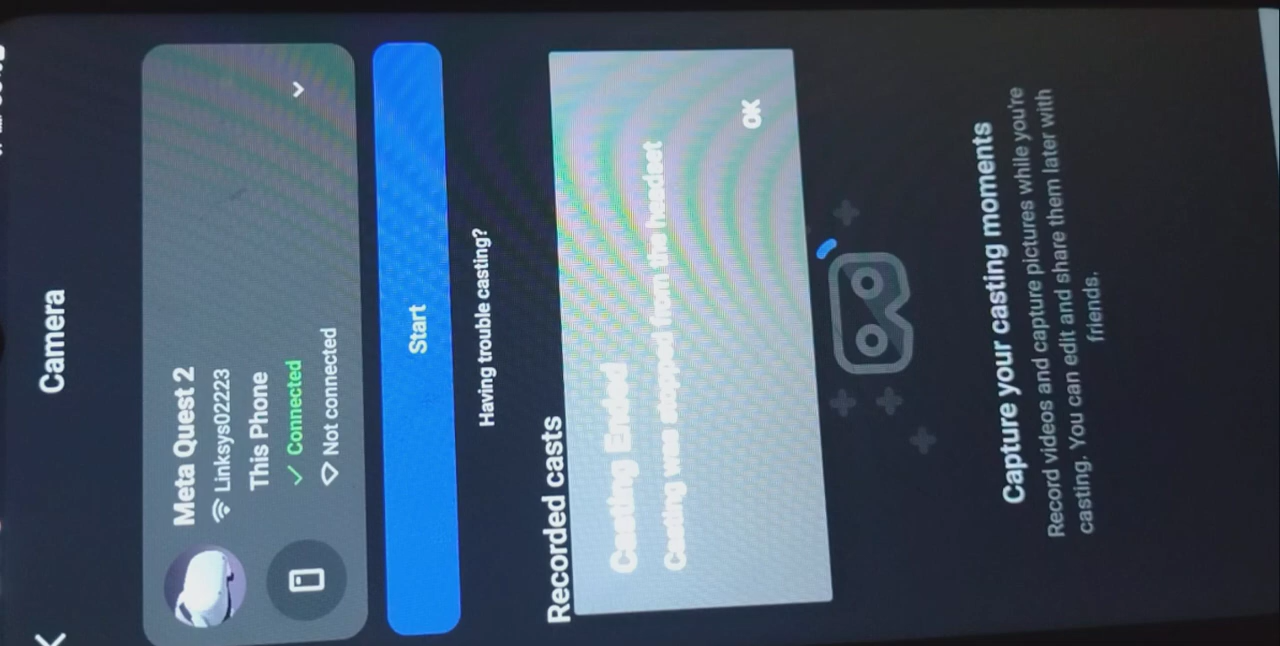 Camera
Meta Quest 2
Linksys02223
This Phone
Connected
Not connected
Start
Having trouble casting?
Recorded casts
Casting Ended
Casting was stopped from the headset
OK
Capture your casting moments
Record videos and capture pictures while you're
casting. You can edit and share them later with
friends.